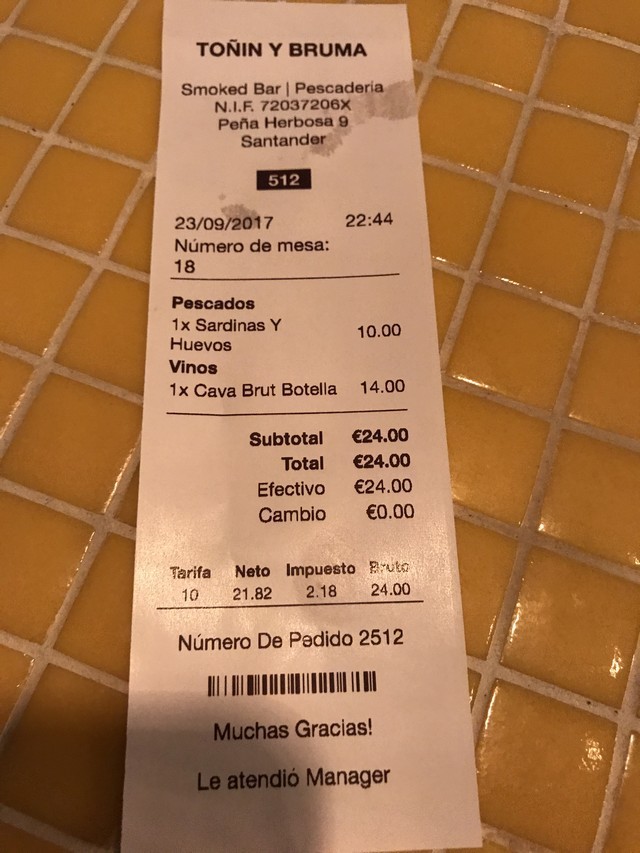 TOÑIN Y BRUMA
Smoked Bar | Pescaderia
N.I.F. 72037206X
Peña Herbosa 9
Santander
512
23/09/2017 22:44
Número de mesa:
18
Pescados
1x Sardinas Y 10.00
Huevos
Vinos
1x Cava Brut Botella 14.00
Subtotal €24.00
Total €24.00
Efectivo €24.00
Cambio €0.00
Tarifa Neto Impuesto Bruto
10 21.82 2.18 24.00
Número De Pedido 2512
Muchas Gracias!
Le atendió Manager